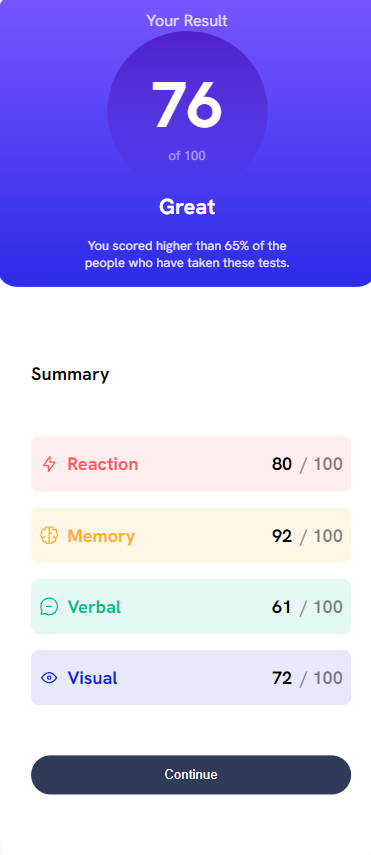 Your Result
76
of 100
Great
You scored higher than 65% of the
people who have taken these tests.
Summary
Reaction 80 / 100
Memory 92 / 100
Verbal 61 / 100
Visual 72 / 100
Continue